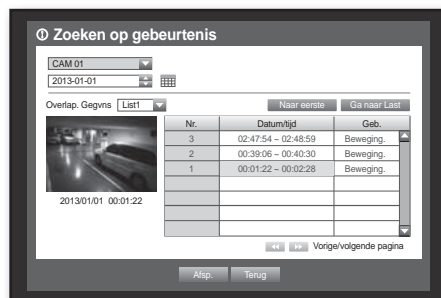 Zoeken op gebeurtenis
CAM 01
2013-01-01
Overlap. Gegvns List1 Naar eerste Ga naar Last
Nr. Datum/tijd Geb.
3 02:47:54 ~ 02:48:59 Beweging.
2 00:39:06 ~ 00:40:30 Beweging.
1 00:01:22 ~ 00:02:28 Beweging.
2013/01/01 00:01:22
Vorige/volgende pagina
Afsp. Terug